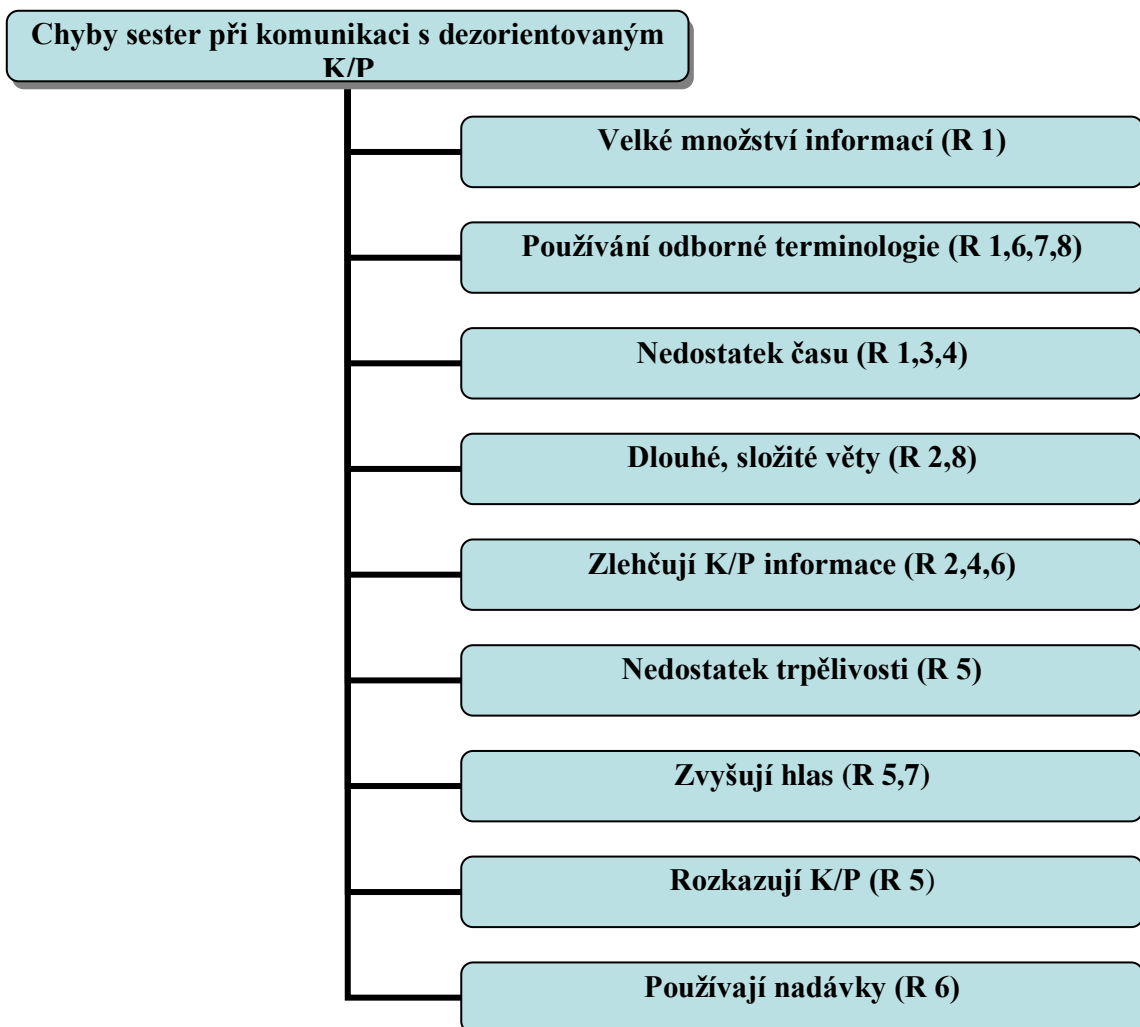 Chyby sester při komunikaci s dezorientovaným
K/P
Velké množství informací (R 1)
Používání odborné terminologie (R 1,6,7,8)
Nedostatek času (R 1,3,4)
Dlouhé, složité věty (R 2,8)
Zlehčují K/P informace (R 2,4,6)
Nedostatek trpělivosti (R 5)
Zvyšují hlas (R 5,7)
Rozkazují K/P (R 5)
Používají nadávky (R 6)